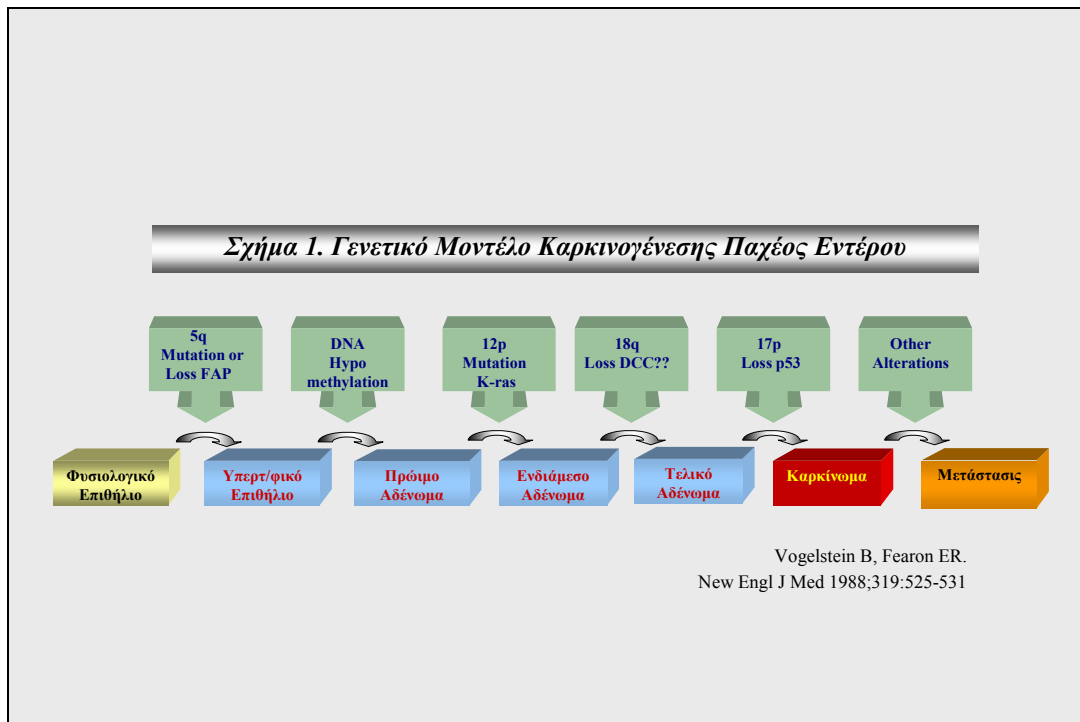 Σχήμα 1. Γενετικό Μοντέλο Καρκινογένεσης Παχέος Εντέρου
5q
Mutation or
Loss FAP
DNA
Hypo
methylation
12p
Mutation
K-ras
18q
Loss DCC??
17p
Loss p53
Other
Alterations
Φυσιολογικό
Επιθήλιο
Υπερτ/φικό
Επιθήλιο
Πρώιμο
Αδένωμα
Ενδιάμεσο
Αδένωμα
Τελικό
Αδένωμα
Καρκίνωμα
Μετάστασις
Vogelstein B, Fearon ER.
New Engl J Med 1988;319:525-531